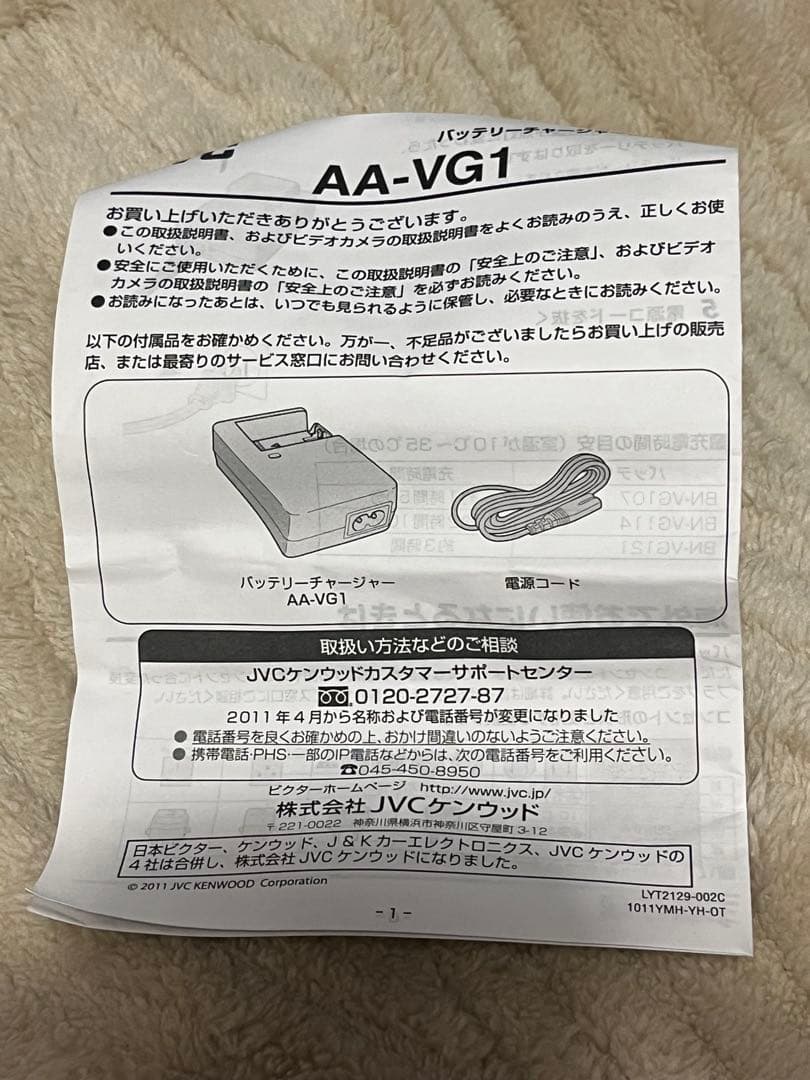 バッテリーチャージャ
AA-VG1
お買い上げいただきありがとうございます。
●この取扱説明書、およびビデオカメラの取扱説明書をよくお読みのうえ、正しくお使
いください。
●安全にご使用いただくために、この取扱説明書の「安全上のご注意」、およびビデオ
カメラの取扱説明書の「安全上のご注意」を必ずお読みください。
●お読みになったあとは、いつでも見られるように保管し、必要なときにお読みください。
以下の付属品をお確かめください。万が一、不足品がございましたらお買い上げの販売
店、または最寄りのサービス窓口にお問い合わせください。
バッテリーチャージャー
AA-VG1
電源コード
取扱い方法などのご相談
JVCケンウッドカスタマーサポートセンター
0120-2727-87
2011年4月から名称および電話番号が変更になりました
●電話番号を良くお確かめの上、おかけ間違いのないようご注意ください。
●携帯電話・PHS・一部のIP電話などからは、次の電話番号をご利用ください。
☎045-450-8950
ビクターホームページ http://www.jvc.jp/
株式会社 JVCケンウッド
〒221-0022 神奈川県横浜市神奈川区守屋町3-12
日本ビクター、ケンウッド、J&Kカーエレクトロニクス、JVCケンウッドの
4社は合併し、株式会社JVCケンウッドになりました。
© 2011 JVC KENWOOD Corporation
LYT2129-002C
1011YMH-YH-OT
- 1 -